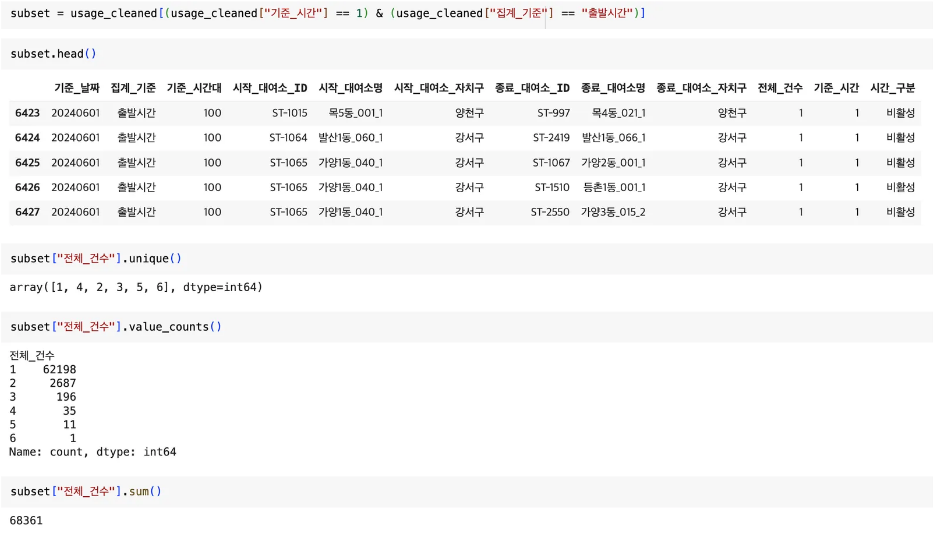 subset = usage_cleaned[(usage_cleaned["기준_시간"] == 1) & (usage_cleaned["집계_기준"] == "출발시간")]
subset.head()
기준_날짜 집계_기준 기준_시간대 시작_대여소_ID 시작_대여소명 시작_대여소_자치구 종료_대여소_ID 종료_대여소명 종료_대여소_자치구 전체_건수 기준_시간 시간_구분
6423 20240601 출발시간 100 ST-1015 목5동_001_1 양천구 ST-997 목4동_021_1 양천구 1 1 비활성
6424 20240601 출발시간 100 ST-1064 발산1동_060_1 강서구 ST-2419 발산1동_066_1 강서구 1 1 비활성
6425 20240601 출발시간 100 ST-1065 가양1동_040_1 강서구 ST-1067 가양2동_001_1 강서구 1 1 비활성
6426 20240601 출발시간 100 ST-1065 가양1동_040_1 강서구 ST-1510 등촌1동_001_1 강서구 1 1 비활성
6427 20240601 출발시간 100 ST-1065 가양1동_040_1 강서구 ST-2550 가양3동_015_2 강서구 1 1 비활성
subset["전체_건수"].unique()
array([1, 4, 2, 3, 5, 6], dtype=int64)
subset["전체_건수"].value_counts()
전체_건수
1 62198
2 2687
3 196
4 35
5 11
6 1
Name: count, dtype: int64
subset["전체_건수"].sum()
68361